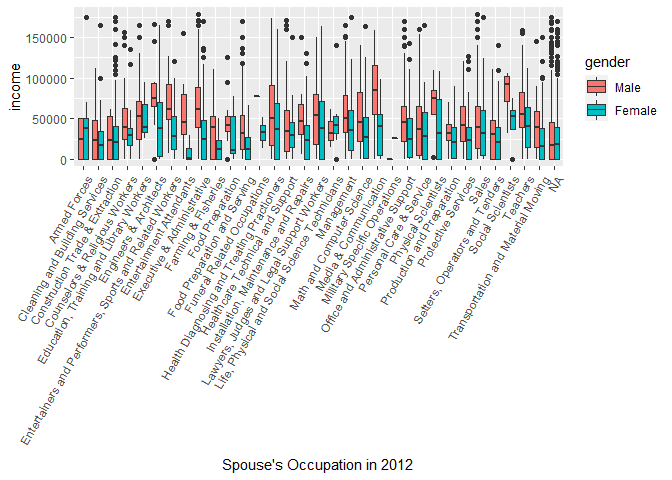 150000
100000
50000
0
income
gender
Male
Female
Armed Forces
Cleaning and Building Services
Construction Trade & Extraction
Counselors & Religious Workers
Education, Training and Library Workers
Engineers & Architects
Entertainers and Performers, Sports and Related Workers
Entertainment Attendants
Executive & Administrative
Farming & Fisheries
Food Preparation
Food Preparation and Serving
Funeral Related Occupations
Health Diagnosing and Treating Practioners
Healthcare Technical and Support
Installation, Maintenance and Repairs
Lawyers, Judges and Legal Support Workers
Life, Physical and Social Science Technicians
Management
Math and Computer Science
Media & Communication
Military Specific Operations
Office and Administrative Support
Personal Care & Service
Physical Scientists
Production and Preparation
Protective Services
Sales
Setters, Operators and Tenders
Social Scientists
Teachers
Transportation and Material Moving
NA
Spouse's Occupation in 2012